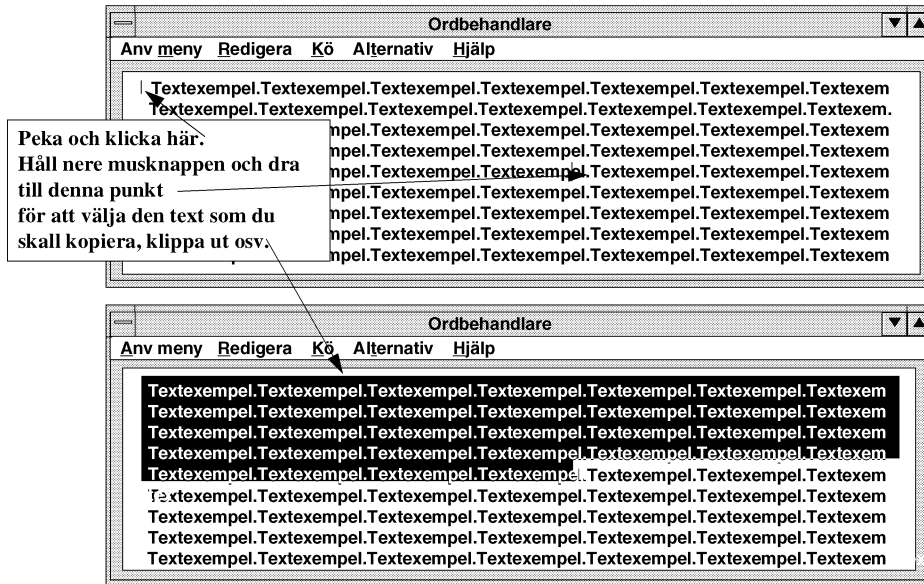 Ordbehandlare
Anv meny Redigera Kö Alternativ Hjälp
Textexempel.Textexempel.Textexempel.Textexempel.Textexempel.Textexempel.Textexem
Textexempel.Textexempel.Textexempel.Textexempel.Textexempel.Textexempel.Textexem.
mpel.Textexempel.Textexempel.Textexempel.Textexempel.Textexem
mpel.Textexempel.Textexempel.Textexempel.Textexempel.Textexem
mpel.Textexempel.Textexempel.Textexempel.Textexempel.Textexem
mpel.Textexempel.Textexempel.Textexempel.Textexempel.Textexem
mpel.Textexempel.Textexempel.Textexempel.Textexempel.Textexem
mpel.Textexempel.Textexempel.Textexempel.Textexempel.Textexem
mpel.Textexempel.Textexempel.Textexempel.Textexempel.Textexem
Peka och klicka här.
Håll nere musknappen och dra
till denna punkt
för att välja den text som du
skall kopiera, klippa ut osv.
Ordbehandlare
Anv meny Redigera Kö Alternativ Hjälp
Textexempel.Textexempel.Textexempel.Textexempel.Textexempel.Textexempel.Textexem
Textexempel.Textexempel.Textexempel.Textexempel.Textexempel.Textexempel.Textexem
Textexempel.Textexempel.Textexempel.Textexempel.Textexempel.Textexempel.Textexem
Textexempel.Textexempel.Textexempel.Textexempel.Textexempel.Textexempel.Textexem
Textexempel.Textexempel.Textexempel.Textexempel.Textexempel.Textexempel.Textexem
Textexempel.Textexempel.Textexempel.Textexempel.Textexempel.Textexempel.Textexem
Textexempel.Textexempel.Textexempel.Textexempel.Textexempel.Textexempel.Textexem
Textexempel.Textexempel.Textexempel.Textexempel.Textexempel.Textexempel.Textexem
Textexempel.Textexempel.Textexempel.Textexempel.Textexempel.Textexempel.Textexem